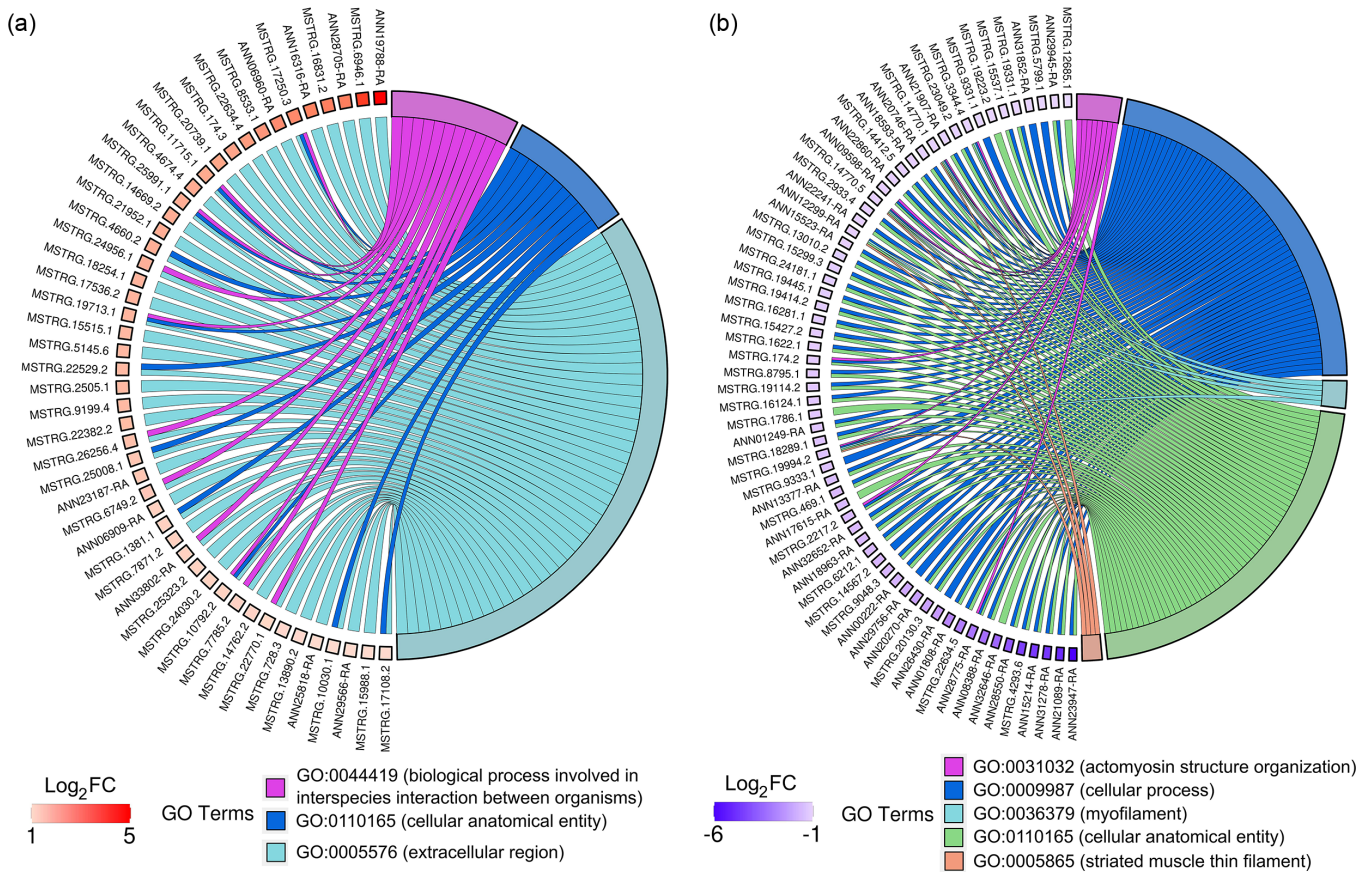 (a)
ANN19788-RA
MSTRG.6946.1
ANN28705-RA
MSTRG.16831.2
ANN16316-RA
MSTRG.17250.3
ANN06960-RA
MSTRG.8533.1
MSTRG.22634.4
MSTRG.174.3
MSTRG.20739.1
MSTRG.11715.1
MSTRG.4674.4
MSTRG.25991.1
MSTRG.14669.2
MSTRG.21952.1
MSTRG.4660.2
MSTRG.24956.1
MSTRG.18254.1
MSTRG.17536.2
MSTRG.19713.1
MSTRG.15515.1
MSTRG.5145.6
MSTRG.22529.2
MSTRG.2505.1
MSTRG.9199.4
MSTRG.22382.2
MSTRG.26256.4
MSTRG.25008.1
ANN23187-RA
MSTRG.6749.2
ANN06909-RA
MSTRG.1381.1
MSTRG.7871.2
ANN33802-RA
MSTRG.25323.2
MSTRG.24030.2
MSTRG.10792.2
MSTRG.7785.2
MSTRG.14762.2
MSTRG.22770.1
MSTRG.728.3
MSTRG.13890.2
ANN25818-RA
MSTRG.10030.1
ANN29566-RA
MSTRG.15988.1
MSTRG.17108.2
Log2FC
1 5
GO Terms
GO:0044419 (biological process involved in
interspecies interaction between organisms)
GO:0110165 (cellular anatomical entity)
GO:0005576 (extracellular region)
(b)
MSTRG.12685.1
ANN29945-RA
MSTRG.5799.1
ANN31852-RA
MSTRG.19331.1
MSTRG.15537.1
MSTRG.19223.2
MSTRG.9331.1
MSTRG.3344.4
MSTRG.23049.2
ANN21907-RA
MSTRG.14770.1
ANN20746-RA
ANN18593-RA
MSTRG.14412.5
ANN22860-RA
ANN09598-RA
MSTRG.14770.5
MSTRG.2933.4
ANN22241-RA
ANN12299-RA
ANN15523-RA
MSTRG.13010.2
MSTRG.15299.3
MSTRG.24181.1
MSTRG.19445.1
MSTRG.19414.2
MSTRG.16281.1
MSTRG.15427.2
MSTRG.1622.1
MSTRG.174.2
MSTRG.8795.1
MSTRG.19114.2
MSTRG.16124.1
MSTRG.1786.1
ANN01249-RA
MSTRG.18289.1
MSTRG.19994.2
MSTRG.9333.1
ANN13377-RA
MSTRG.469.1
ANN17615-RA
MSTRG.2217.2
ANN32652-RA
ANN18963-RA
MSTRG.6212.1
MSTRG.14567.2
MSTRG.9048.3
ANN00222-RA
ANN29756-RA
ANN20270-RA
MSTRG.20130.3
ANN26430-RA
ANN01808-RA
MSTRG.22634.5
ANN28775-RA
ANN08388-RA
ANN32646-RA
ANN28550-RA
MSTRG.4293.6
ANN15214-RA
ANN31278-RA
ANN21089-RA
ANN23947-RA
Log2FC
-6 -1
GO Terms
GO:0031032 (actomyosin structure organization)
GO:0009987 (cellular process)
GO:0036379 (myofilament)
GO:0110165 (cellular anatomical entity)
GO:0005865 (striated muscle thin filament)